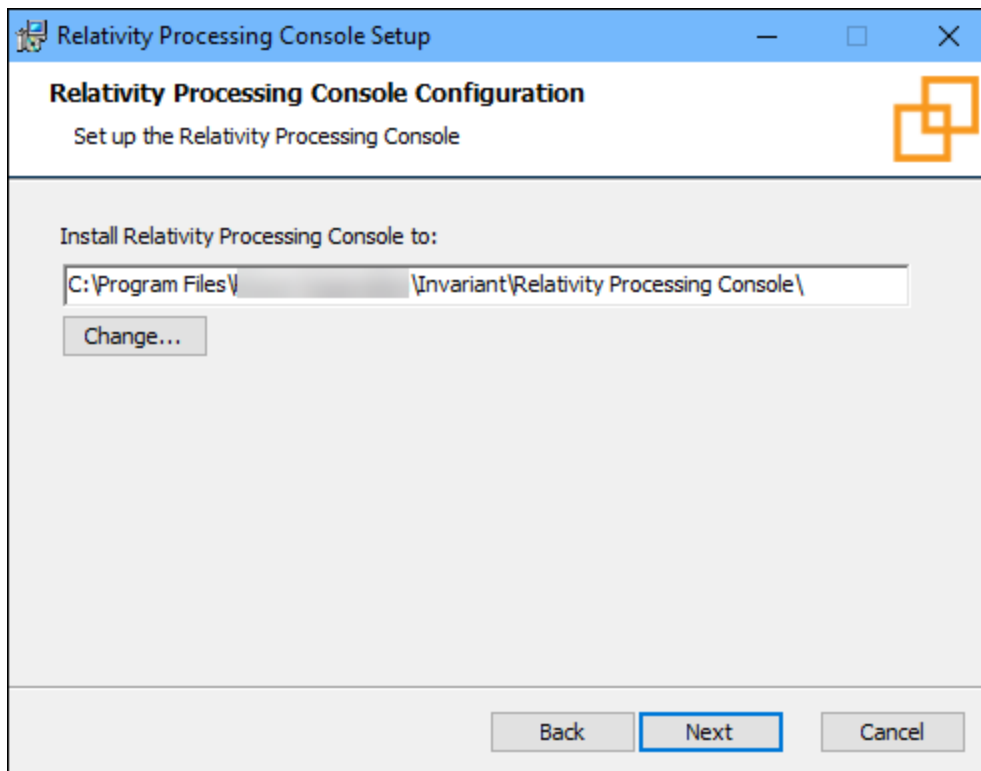 Relativity Processing Console Setup
Relativity Processing Console Configuration
Set up the Relativity Processing Console
Install Relativity Processing Console to:
C:\Program Files\ \Invariant\Relativity Processing Console\
Change...
Back Next Cancel